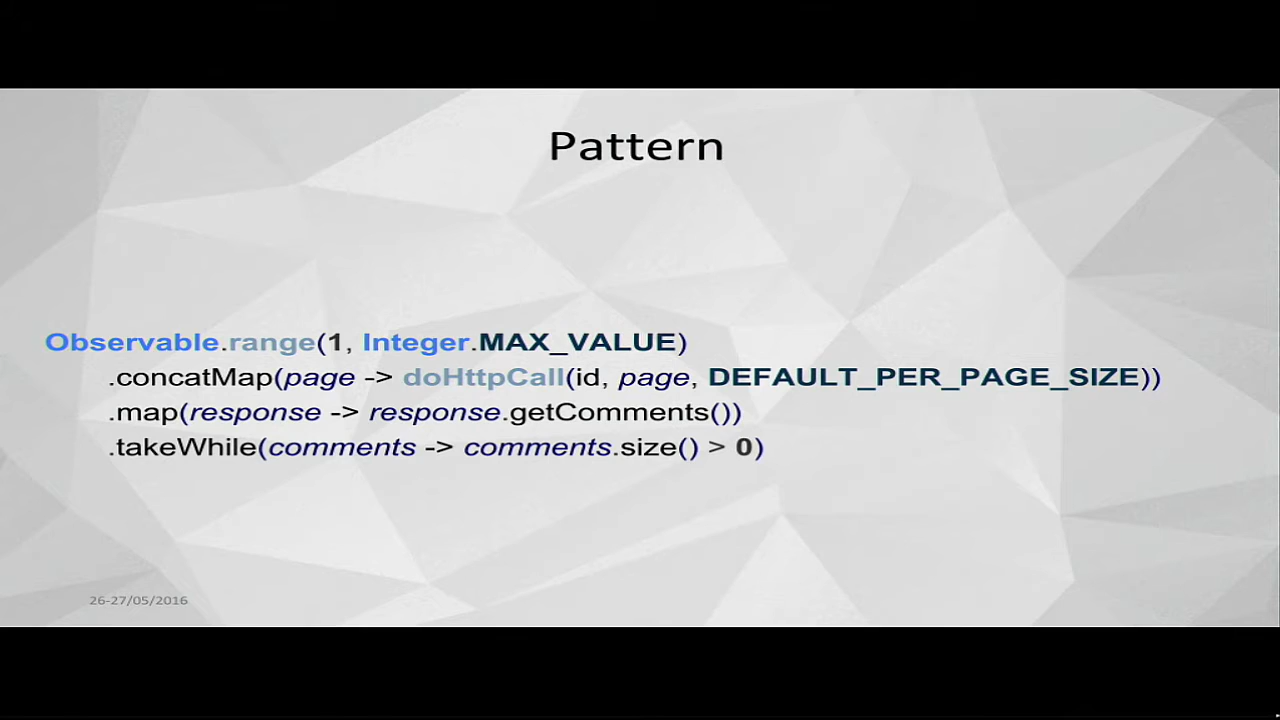 Pattern
Observable.range(1, Integer.MAX_VALUE)
.concatMap(page -> doHttpCall(id, page, DEFAULT_PER_PAGE_SIZE))
.map(response -> response.getComments())
.takeWhile(comments -> comments.size() > 0)
26-27/05/2016